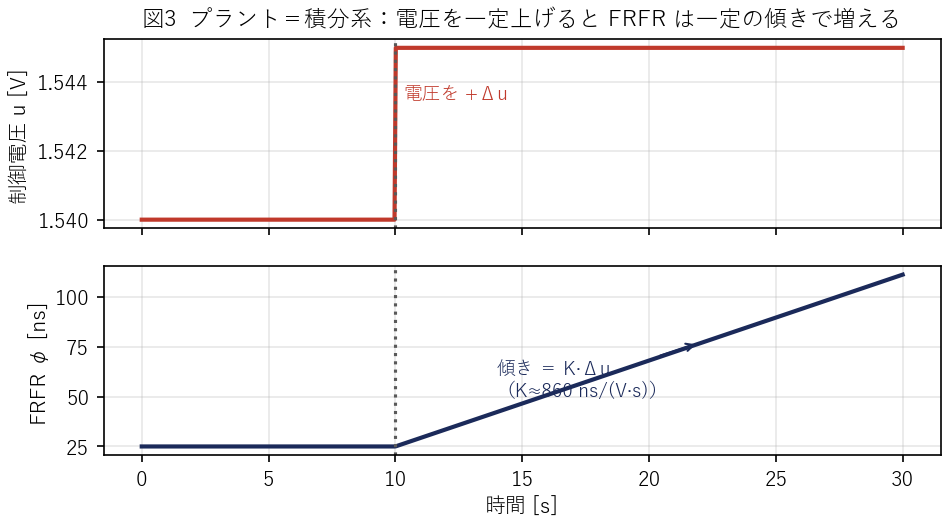 図3 プラント＝積分系：電圧を一定上げると FRFR は一定の傾きで増える
制御電圧 u [V]
1.544
1.542
1.540
電圧を +Δu
FRFR φ [ns]
100
75
50
25
傾き = K·Δu
(K≈860 ns/(V·s))
0 5 10 15 20 25 30
時間 [s]